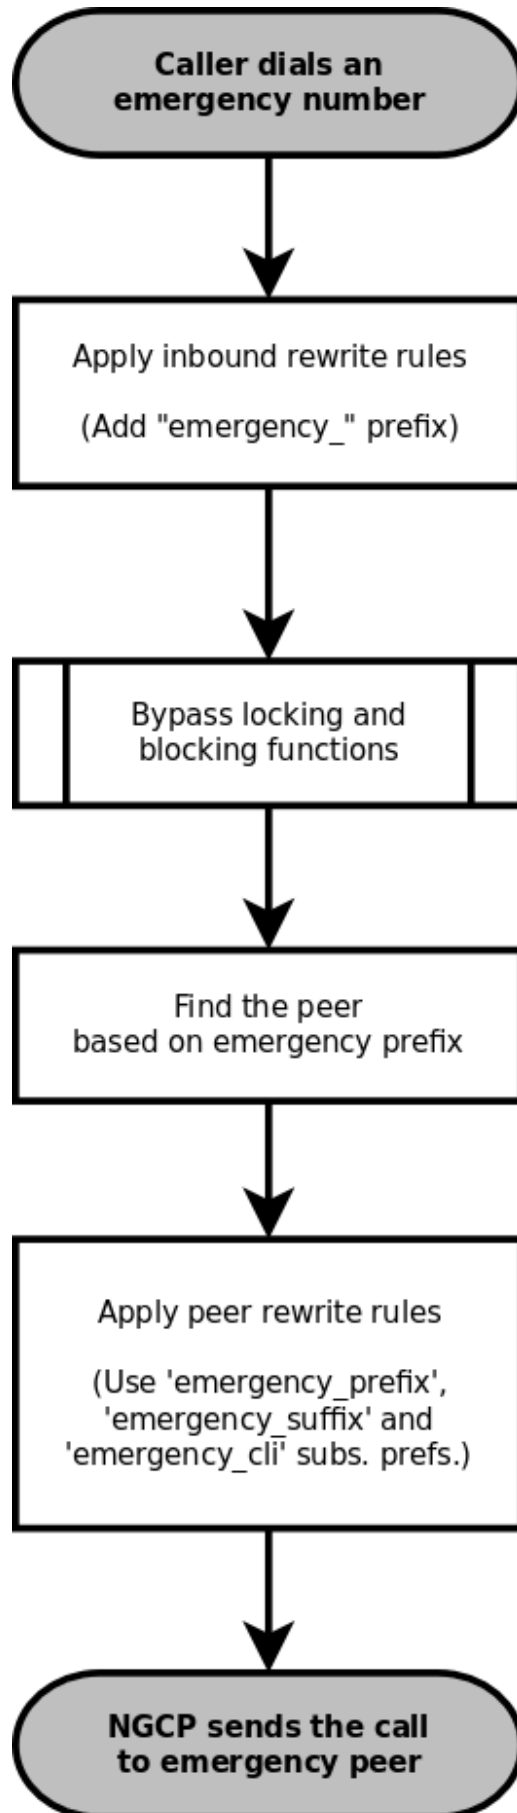 Caller dials an
emergency number
Apply inbound rewrite rules
(Add "emergency_" prefix)
Bypass locking and
blocking functions
Find the peer
based on emergency prefix
Apply peer rewrite rules
(Use 'emergency_prefix',
'emergency_suffix' and
'emergency_cli' subs. prefs.)
NGCP sends the call
to emergency peer